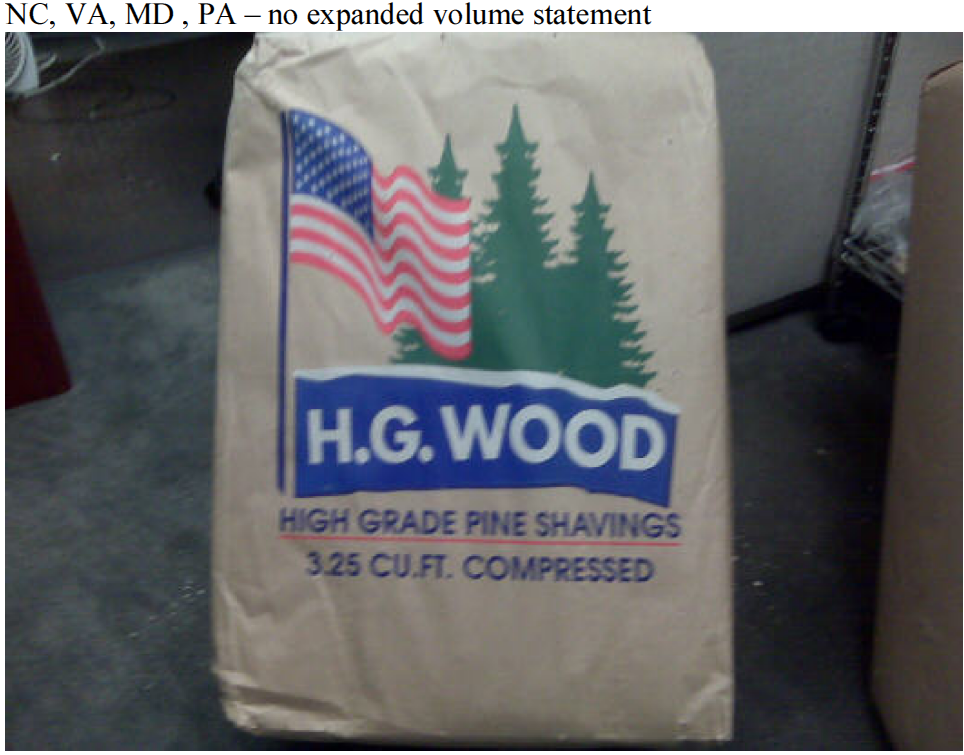 NC, VA, MD , PA – no expanded volume statement
H.G. WOOD
HIGH GRADE PINE SHAVINGS
3.25 CU.FT. COMPRESSED